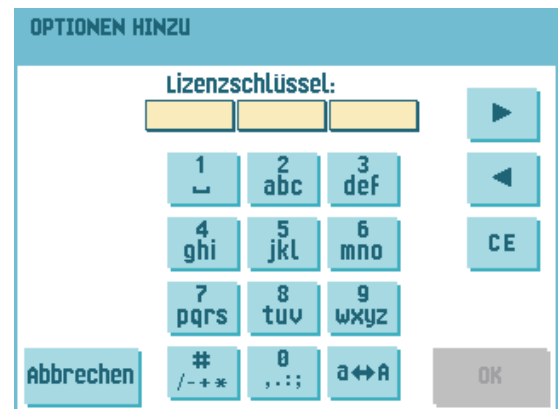 OPTIONEN HINZU
Lizenzschlüssel:
1 2 3
␣ abc def
4 5 6
ghi jkl mno CE
7 8 9
pqrs tuv wxyz
# 0
Abbrechen /-+* ,.:; a↔A OK